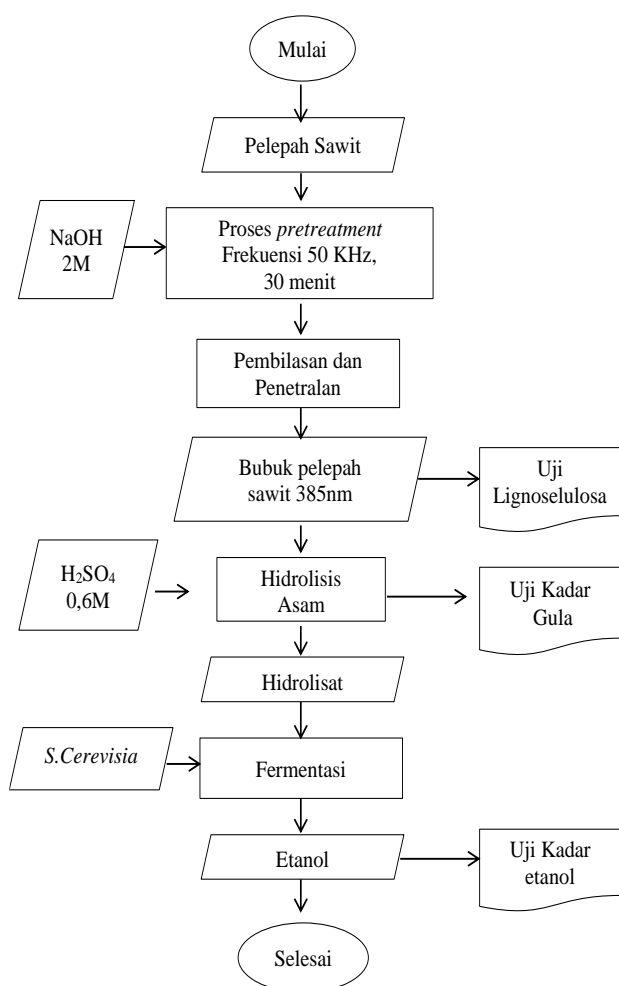 Mulai
Pelepah Sawit
NaOH
2M
Proses pretreatment
Frekuensi 50 KHz,
30 menit
Pembilasan dan
Penetralan
Bubuk pelepah
sawit 385nm
Uji
Lignoselulosa
H₂SO₄
0,6M
Hidrolisis
Asam
Uji Kadar
Gula
Hidrolisat
S.Cerevisia
Fermentasi
Etanol
Uji Kadar
etanol
Selesai